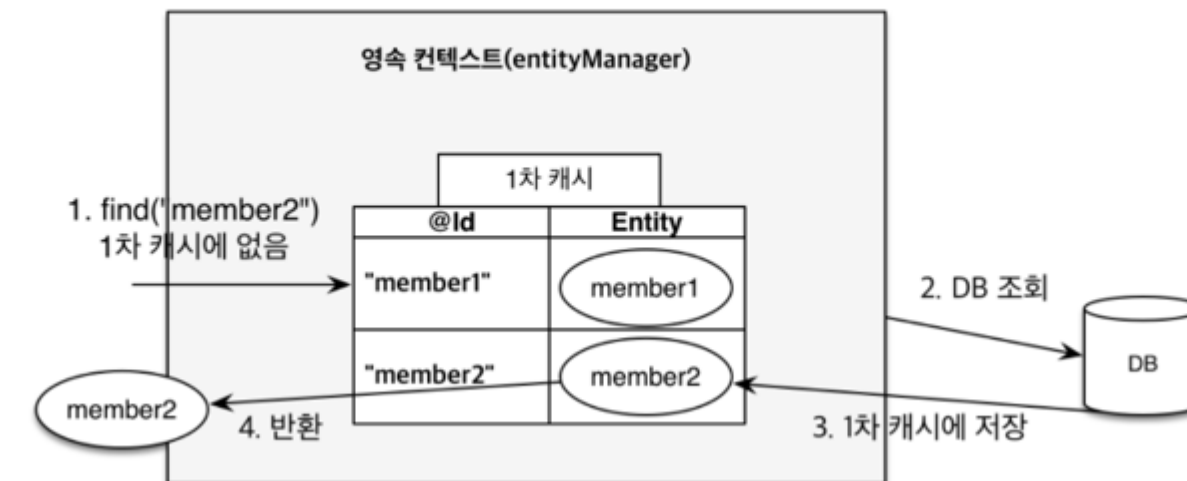 영속 컨텍스트(entityManager)
1차 캐시
1. find("member2")
1차 캐시에 없음
@Id
Entity
"member1"
member1
2. DB 조회
DB
"member2"
member2
member2
4. 반환
3. 1차 캐시에 저장